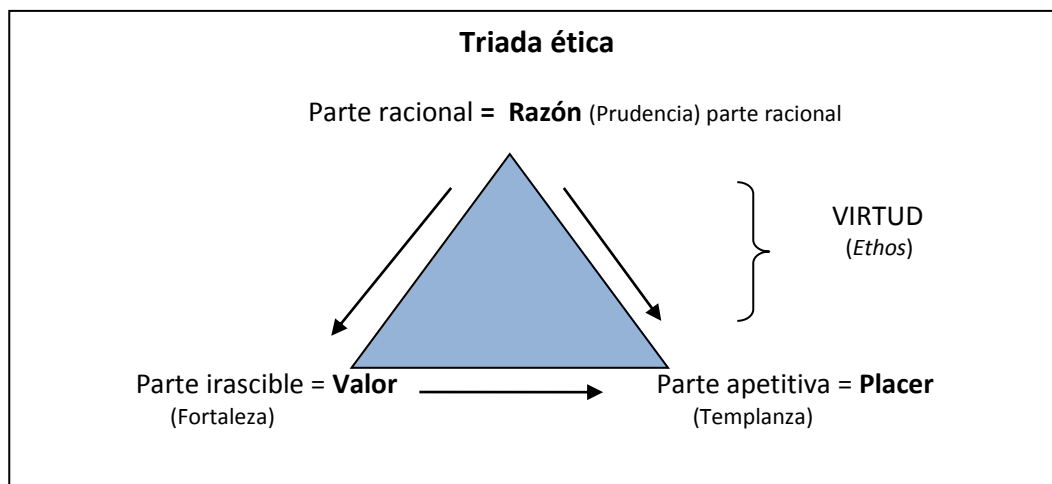 Triada ética
Parte racional = Razón (Prudencia) parte racional
VIRTUD
(Ethos)
Parte irascible = Valor
(Fortaleza)
Parte apetitiva = Placer
(Templanza)